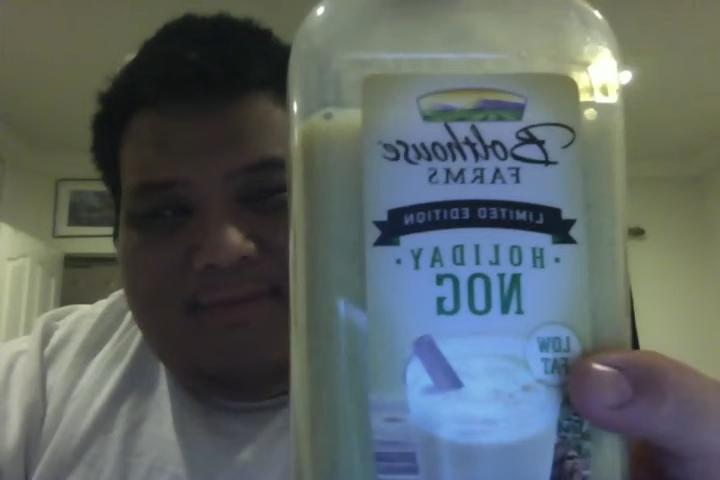 Bolthouse
FARMS
LIMITED EDITION
• HOLIDAY •
NOG
LOW
FAT